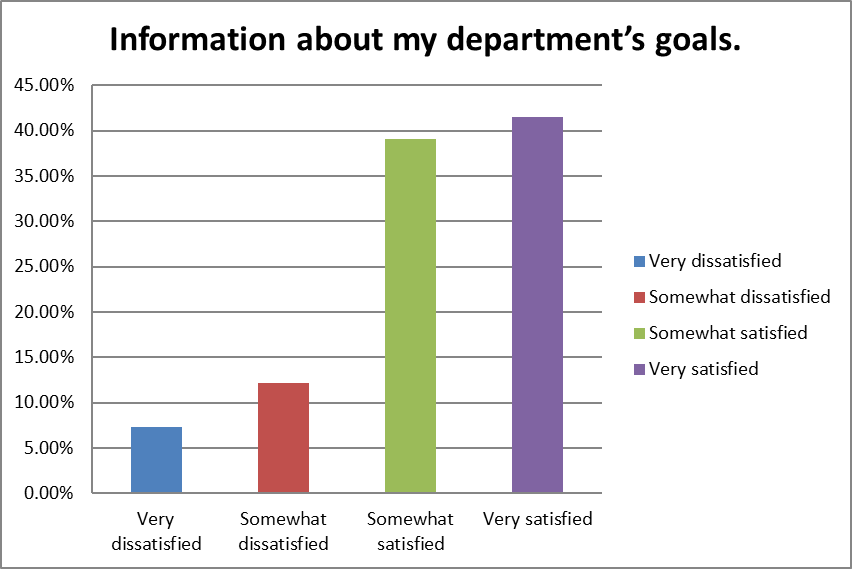 Information about my department’s goals.
45.00%
40.00%
35.00%
30.00%
25.00%
20.00%
15.00%
10.00%
5.00%
0.00%
Very
dissatisfied
Somewhat
dissatisfied
Somewhat
satisfied
Very satisfied
Very dissatisfied
Somewhat dissatisfied
Somewhat satisfied
Very satisfied